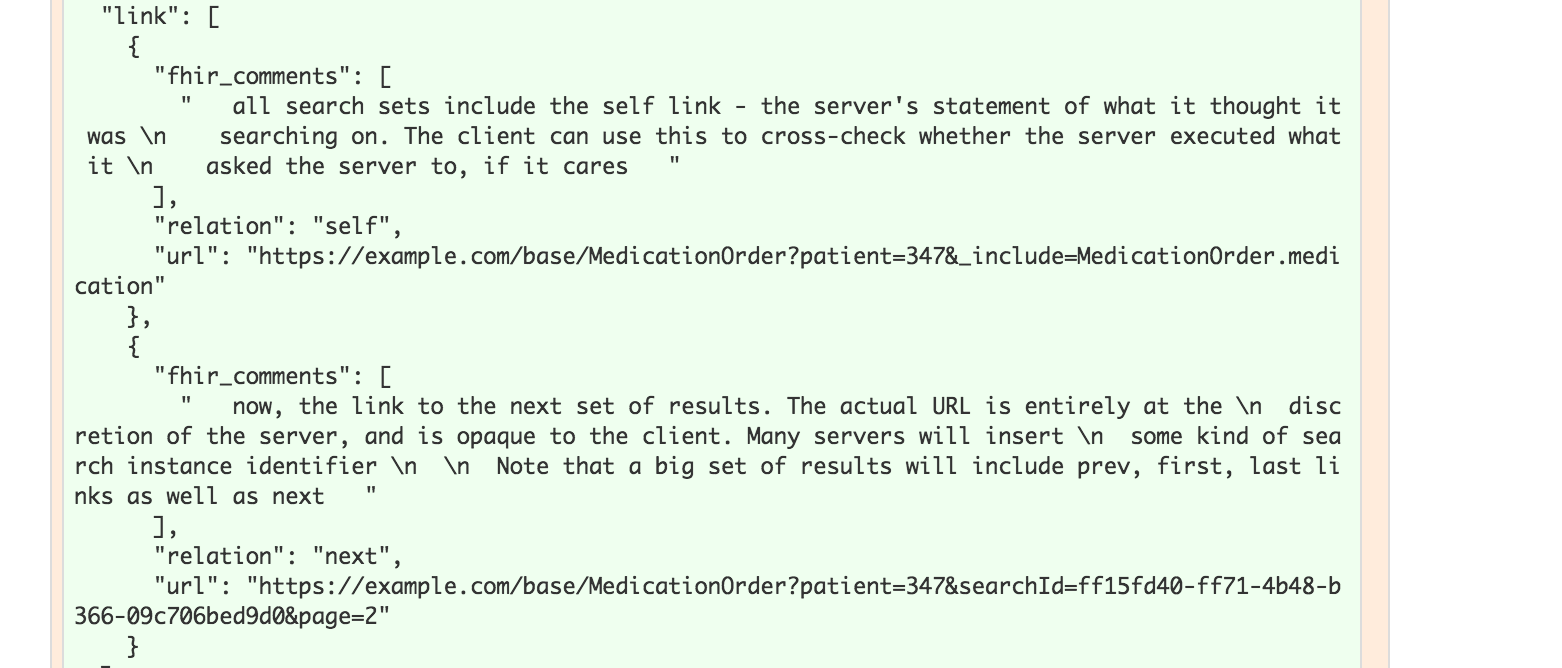 "link": [
{
"fhir_comments": [
"   all search sets include the self link - the server's statement of what it thought it
was \n    searching on. The client can use this to cross-check whether the server executed what
it \n    asked the server to, if it cares   "
],
"relation": "self",
"url": "https://example.com/base/MedicationOrder?patient=347&_include=MedicationOrder.medi
cation"
},
{
"fhir_comments": [
"   now, the link to the next set of results. The actual URL is entirely at the \n  disc
retion of the server, and is opaque to the client. Many servers will insert \n  some kind of sea
rch instance identifier \n  \n  Note that a big set of results will include prev, first, last li
nks as well as next   "
],
"relation": "next",
"url": "https://example.com/base/MedicationOrder?patient=347&searchId=ff15fd40-ff71-4b48-b
366-09c706bed9d0&page=2"
}